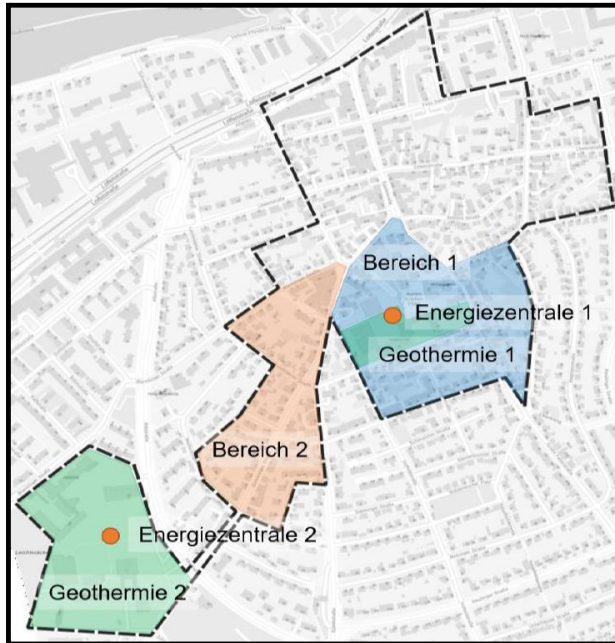 Bereich 1
Energiezentrale 1
Geothermie 1
Bereich 2
Energiezentrale 2
Geothermie 2